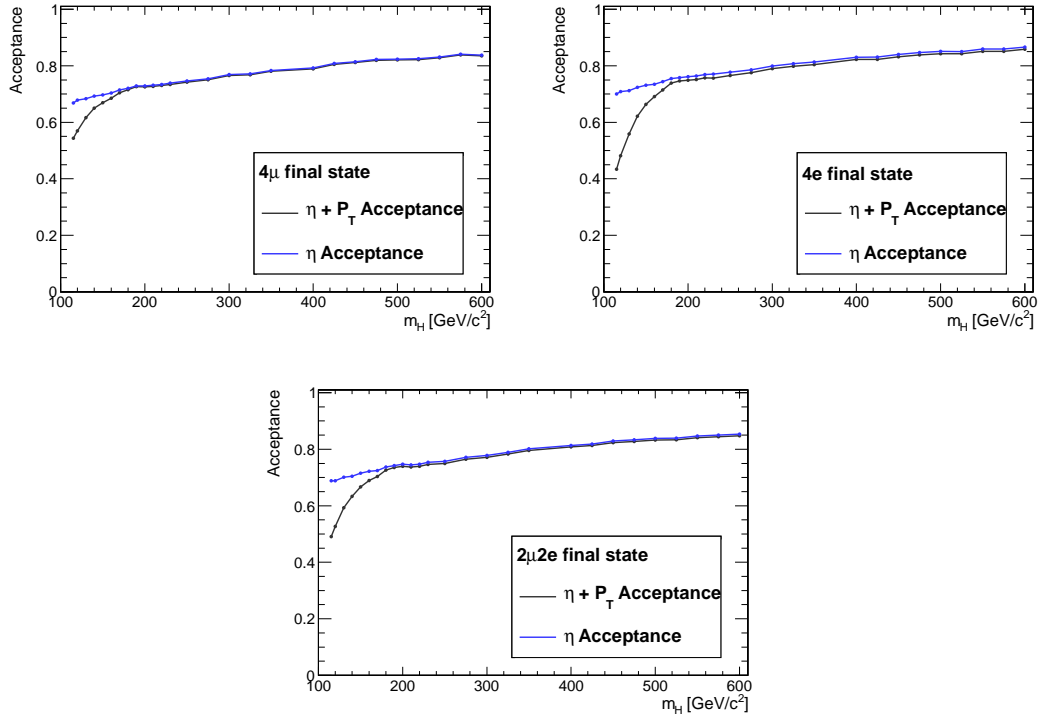 Acceptance
1
0.8
0.6
0.4
0.2
0
4μ final state
η + P_T Acceptance
η Acceptance
100 200 300 400 500 600
m_H [GeV/c²]
Acceptance
1
0.8
0.6
0.4
0.2
0
4e final state
η + P_T Acceptance
η Acceptance
100 200 300 400 500 600
m_H [GeV/c²]
Acceptance
1
0.8
0.6
0.4
0.2
0
2μ2e final state
η + P_T Acceptance
η Acceptance
100 200 300 400 500 600
m_H [GeV/c²]